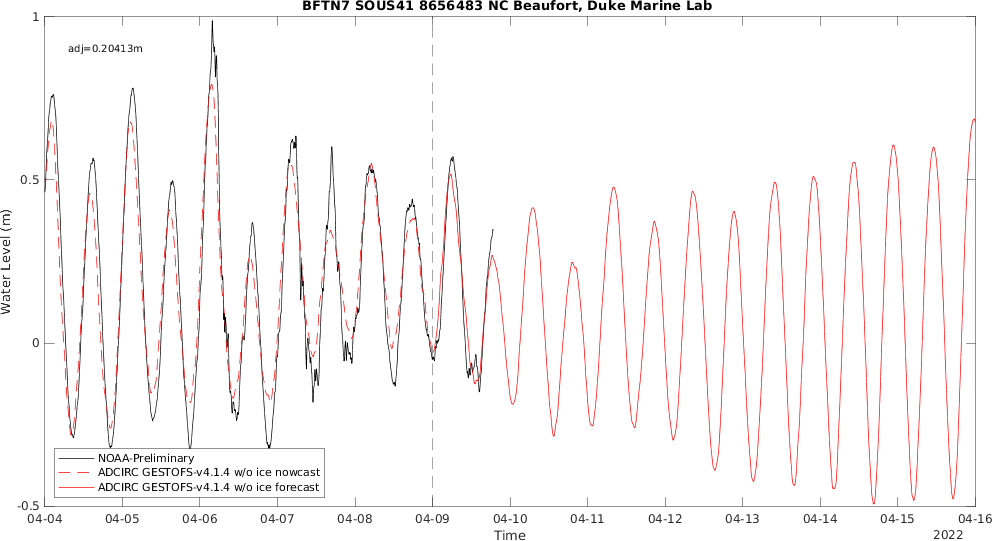 BFTN7 SOUS41 8656483 NC Beaufort, Duke Marine Lab
adj=0.20413m
1
0.5
0
-0.5
Water Level (m)
NOAA-Preliminary
ADCIRC GESTOFS-v4.1.4 w/o ice nowcast
ADCIRC GESTOFS-v4.1.4 w/o ice forecast
04-04 04-05 04-06 04-07 04-08 04-09 04-10 04-11 04-12 04-13 04-14 04-15 04-16
Time
2022